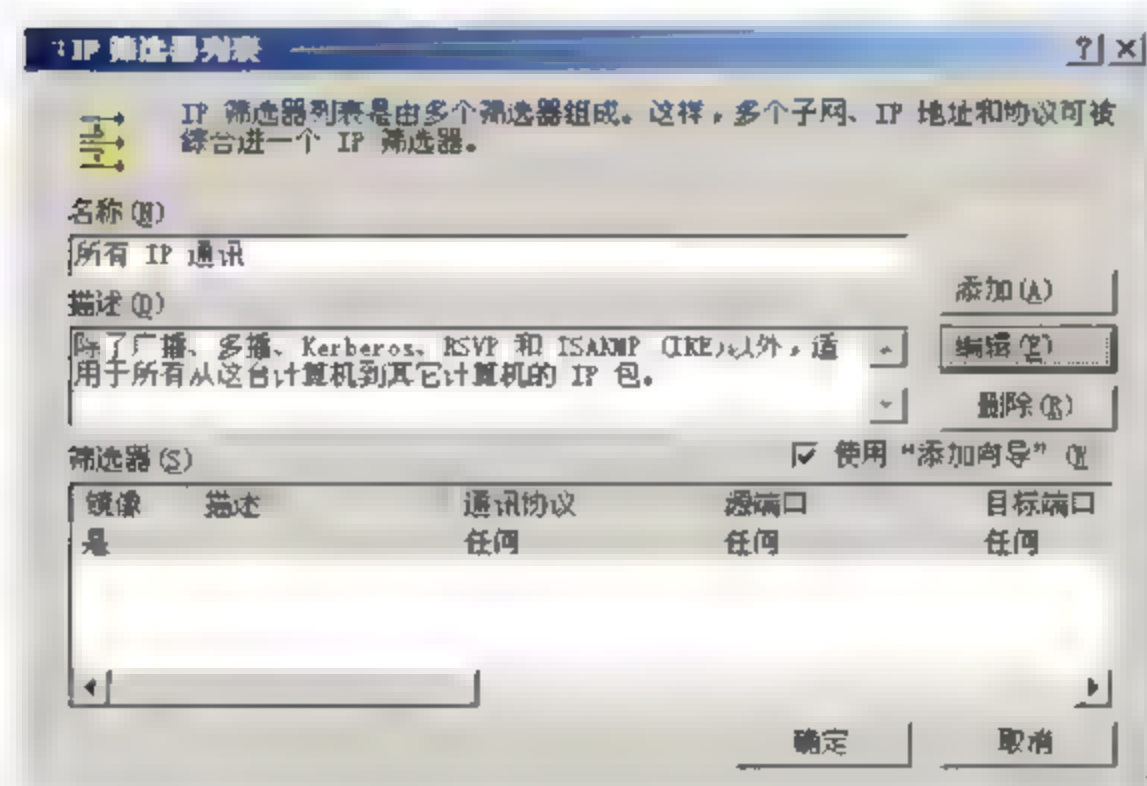 IP 筛选器列表
IP 筛选器列表是由多个筛选器组成。这样，多个子网、IP 地址和协议可被
综合进一个 IP 筛选器。
名称(N)
所有 IP 通讯
添加(A)
描述(D)
除了广播、多播、Kerberos、RSVP 和 ISAKMP (IKE)以外，适
用于所有从这台计算机到其它计算机的 IP 包。
编辑(E)
删除(R)
筛选器(S)
使用“添加向导” (W
镜像 描述 通讯协议 源端口 目标端口
是 任何 任何 任何
确定 取消